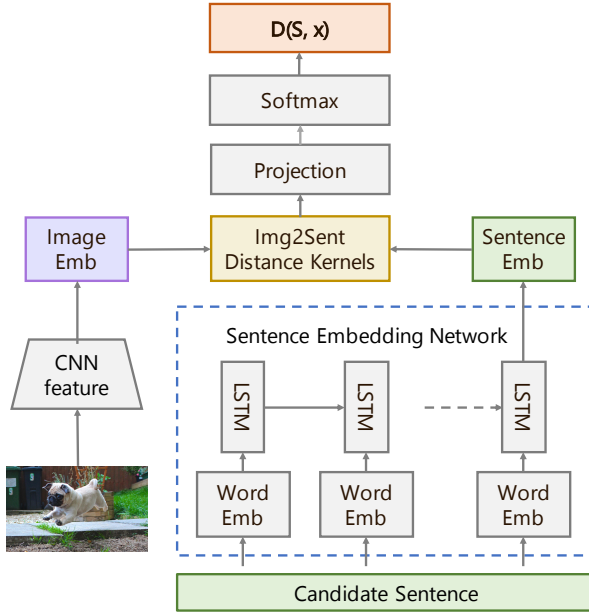 D(S, x)
Softmax
Projection
Image
Emb
Img2Sent
Distance Kernels
Sentence
Emb
Sentence Embedding Network
CNN
feature
LSTM
LSTM
LSTM
Word
Emb
Word
Emb
Word
Emb
Candidate Sentence